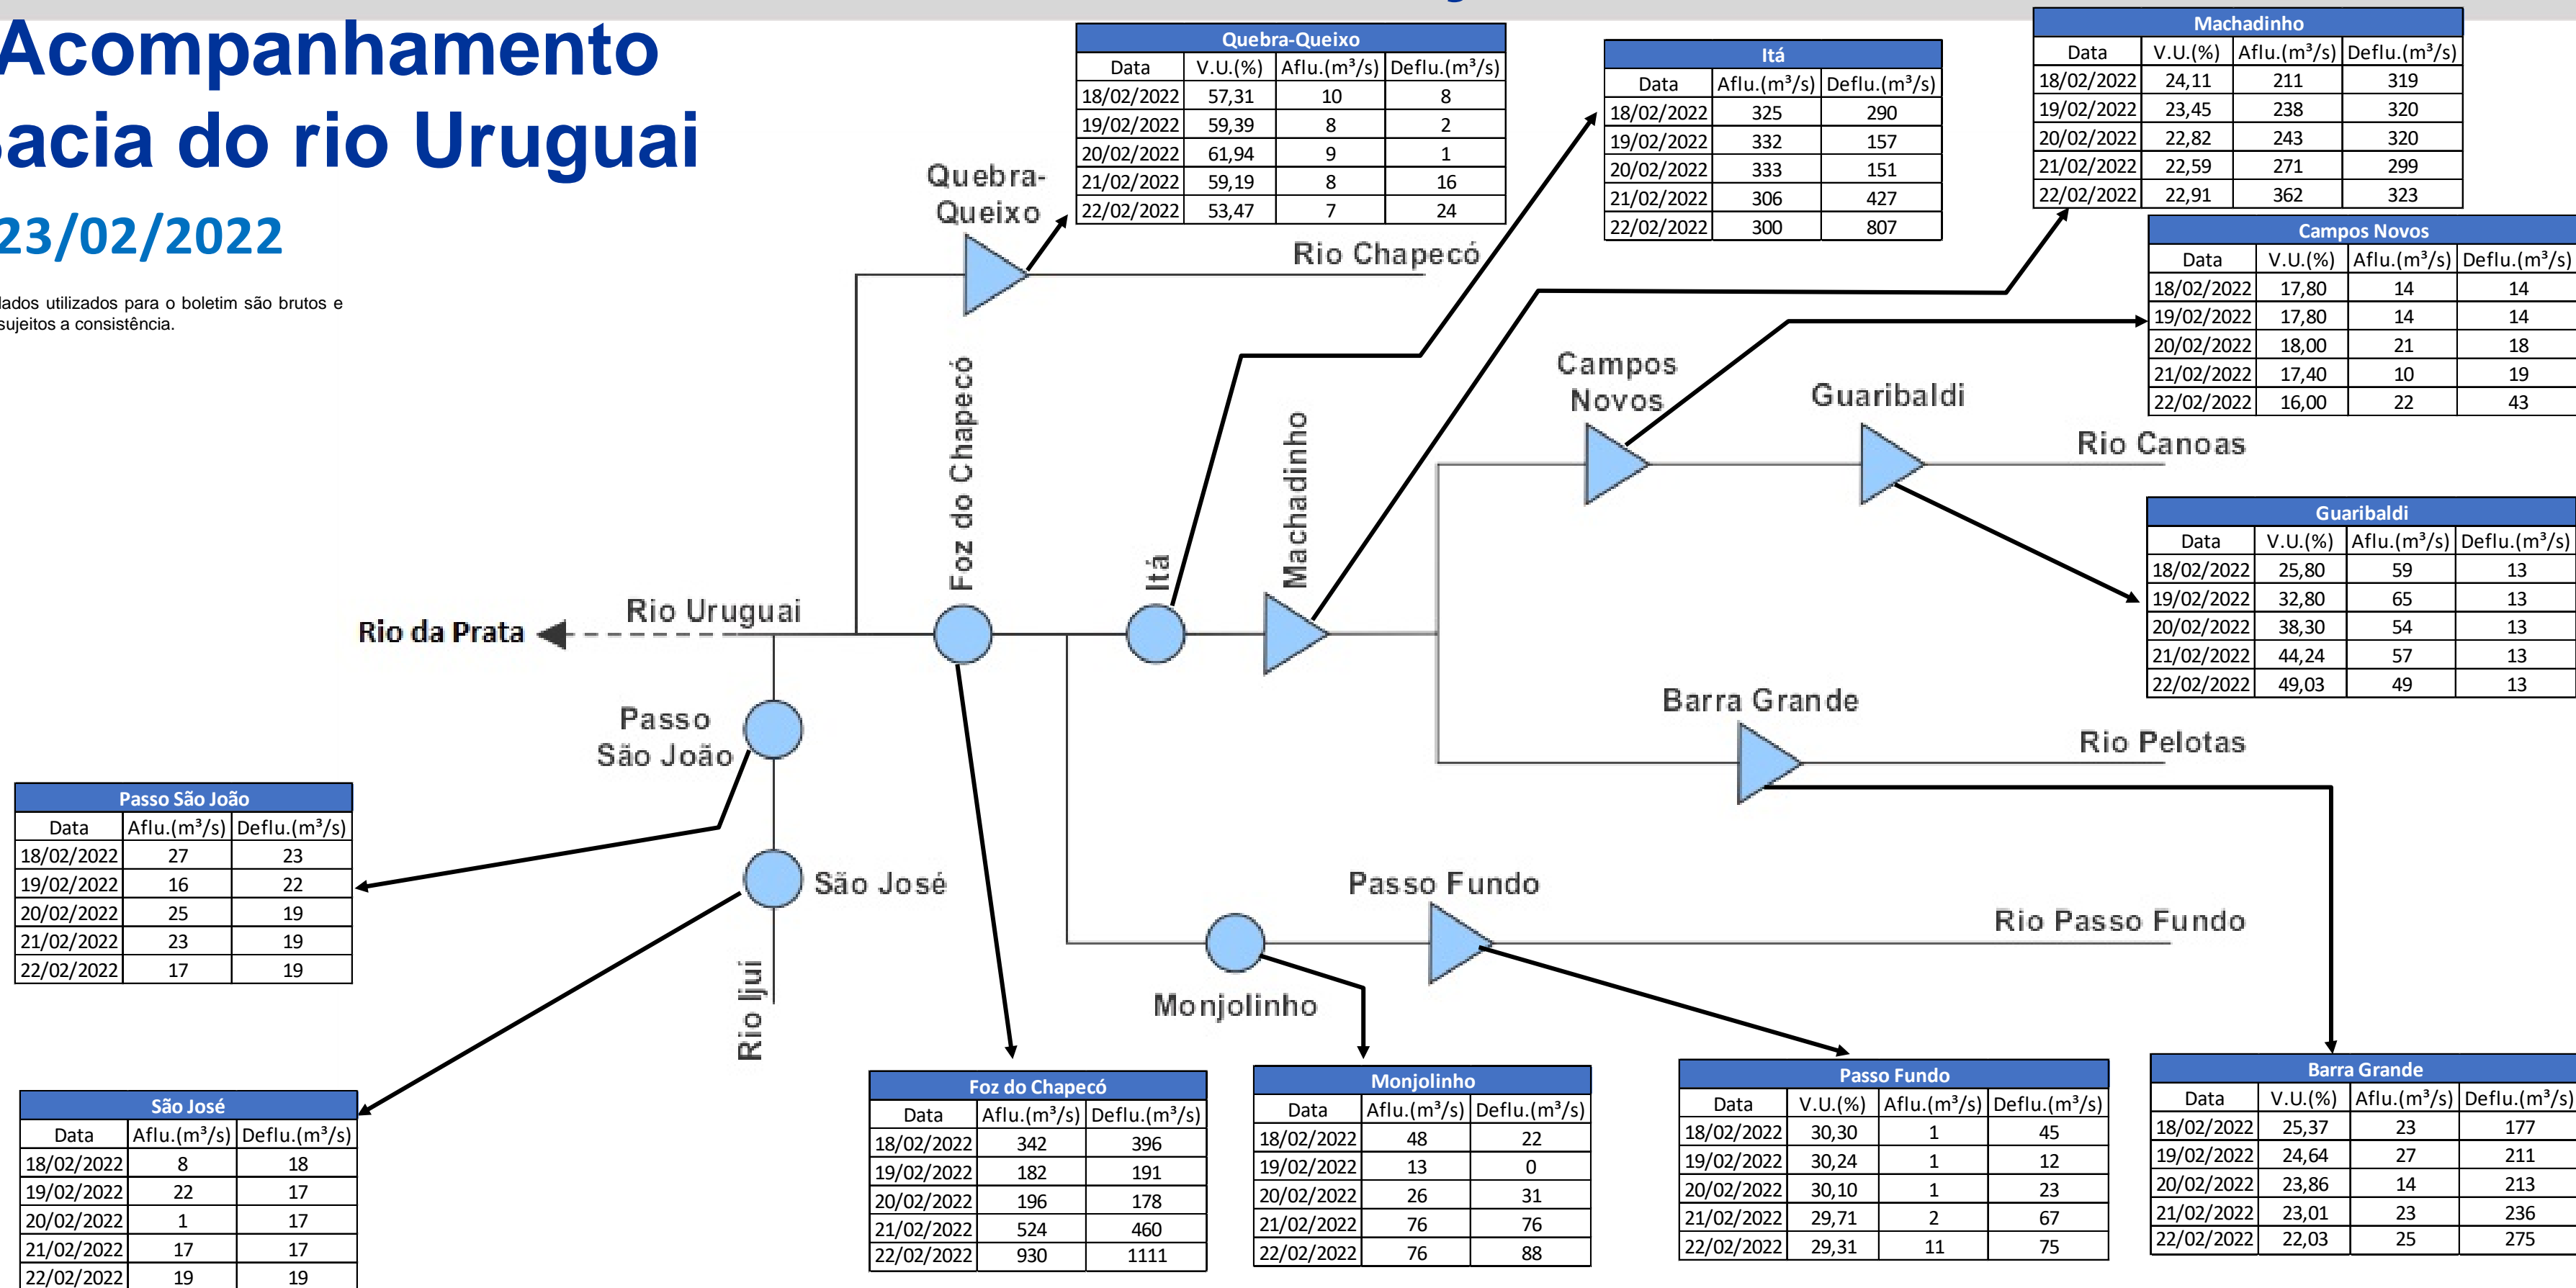 Acompanhamento
acia do rio Uruguai
23/02/2022
dados utilizados para o boletim são brutos e
sujeitos a consistência.
Quebra-Queixo
Data V.U.(%) Aflu.(m³/s) Deflu.(m³/s)
18/02/2022 57,31 10 8
19/02/2022 59,39 8 2
20/02/2022 61,94 9 1
21/02/2022 59,19 8 16
22/02/2022 53,47 7 24
Itá
Data Aflu.(m³/s) Deflu.(m³/s)
18/02/2022 325 290
19/02/2022 332 157
20/02/2022 333 151
21/02/2022 306 427
22/02/2022 300 807
Machadinho
Data V.U.(%) Aflu.(m³/s) Deflu.(m³/s)
18/02/2022 24,11 211 319
19/02/2022 23,45 238 320
20/02/2022 22,82 243 320
21/02/2022 22,59 271 299
22/02/2022 22,91 362 323
Campos Novos
Data V.U.(%) Aflu.(m³/s) Deflu.(m³/s)
18/02/2022 17,80 14 14
19/02/2022 17,80 14 14
20/02/2022 18,00 21 18
21/02/2022 17,40 10 19
22/02/2022 16,00 22 43
Quebra-
Queixo
Rio Chapecó
Foz do Chapecó
Itá
Machadinho
Campos
Novos
Guaribaldi
Rio Canoas
Guaribaldi
Data V.U.(%) Aflu.(m³/s) Deflu.(m³/s)
18/02/2022 25,80 59 13
19/02/2022 32,80 65 13
20/02/2022 38,30 54 13
21/02/2022 44,24 57 13
22/02/2022 49,03 49 13
Rio da Prata
Rio Uruguai
Passo
São João
Barra Grande
Rio Pelotas
Passo São João
Data Aflu.(m³/s) Deflu.(m³/s)
18/02/2022 27 23
19/02/2022 16 22
20/02/2022 25 19
21/02/2022 23 19
22/02/2022 17 19
São José
Rio Ijuí
Passo Fundo
Rio Passo Fundo
Monjolinho
São José
Data Aflu.(m³/s) Deflu.(m³/s)
18/02/2022 8 18
19/02/2022 22 17
20/02/2022 1 17
21/02/2022 17 17
22/02/2022 19 19
Foz do Chapecó
Data Aflu.(m³/s) Deflu.(m³/s)
18/02/2022 342 396
19/02/2022 182 191
20/02/2022 196 178
21/02/2022 524 460
22/02/2022 930 1111
Monjolinho
Data Aflu.(m³/s) Deflu.(m³/s)
18/02/2022 48 22
19/02/2022 13 0
20/02/2022 26 31
21/02/2022 76 76
22/02/2022 76 88
Passo Fundo
Data V.U.(%) Aflu.(m³/s) Deflu.(m³/s)
18/02/2022 30,30 1 45
19/02/2022 30,24 1 12
20/02/2022 30,10 1 23
21/02/2022 29,71 2 67
22/02/2022 29,31 11 75
Barra Grande
Data V.U.(%) Aflu.(m³/s) Deflu.(m³/s)
18/02/2022 25,37 23 177
19/02/2022 24,64 27 211
20/02/2022 23,86 14 213
21/02/2022 23,01 23 236
22/02/2022 22,03 25 275